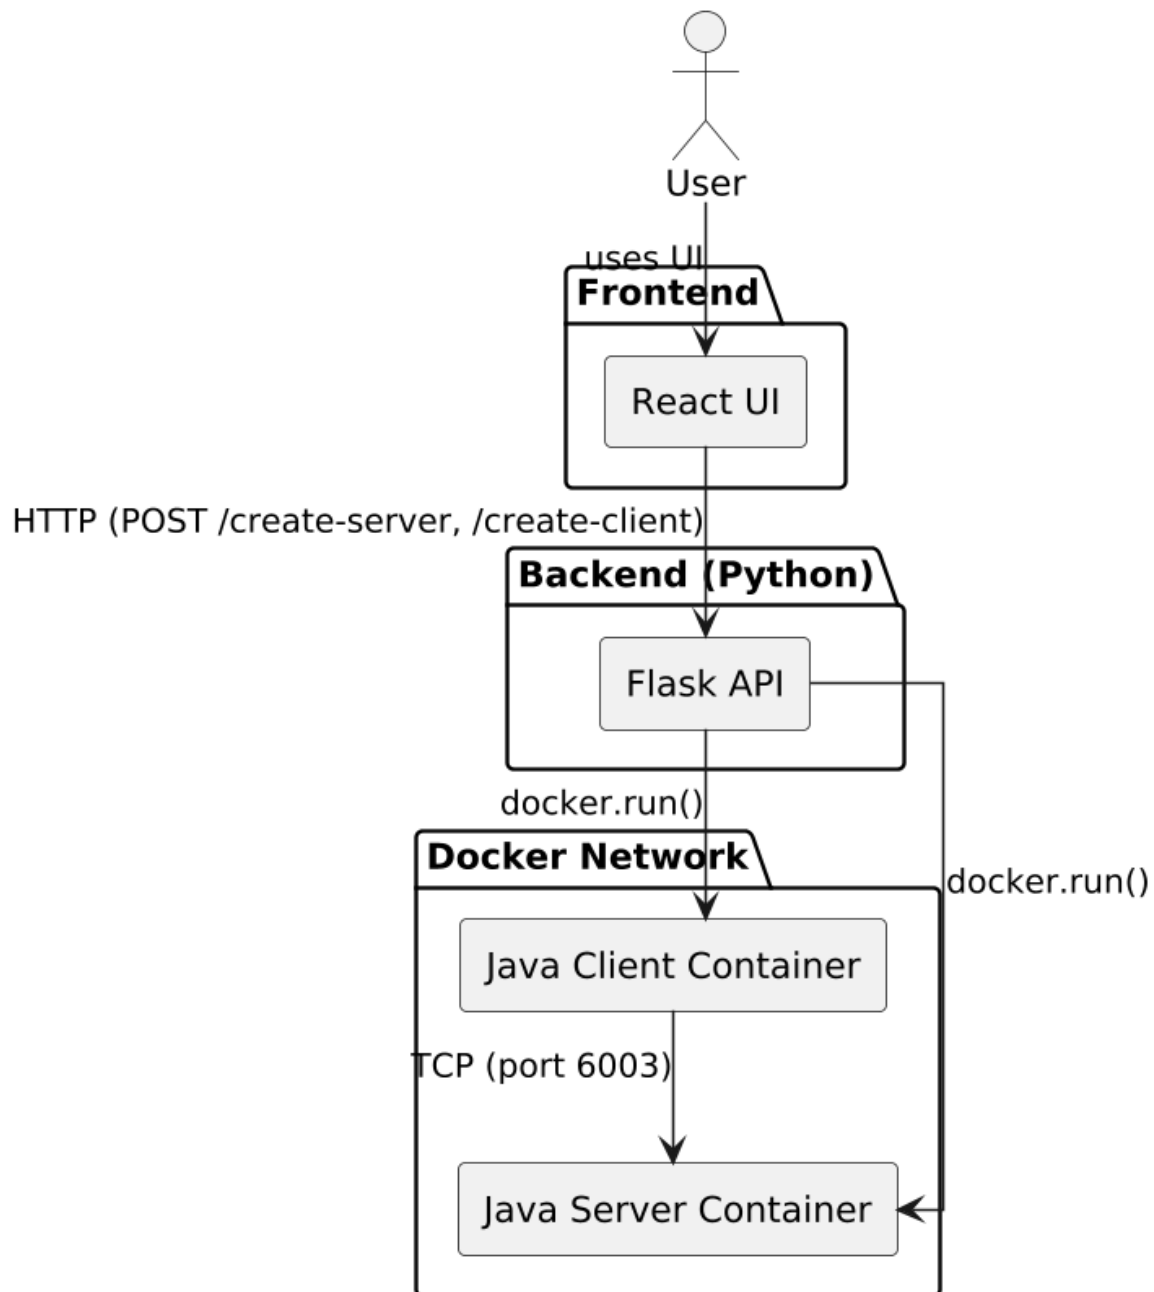 User
uses UI
Frontend
React UI
HTTP (POST /create-server, /create-client)
Backend (Python)
Flask API
docker.run()
Docker Network
docker.run()
Java Client Container
TCP (port 6003)
Java Server Container